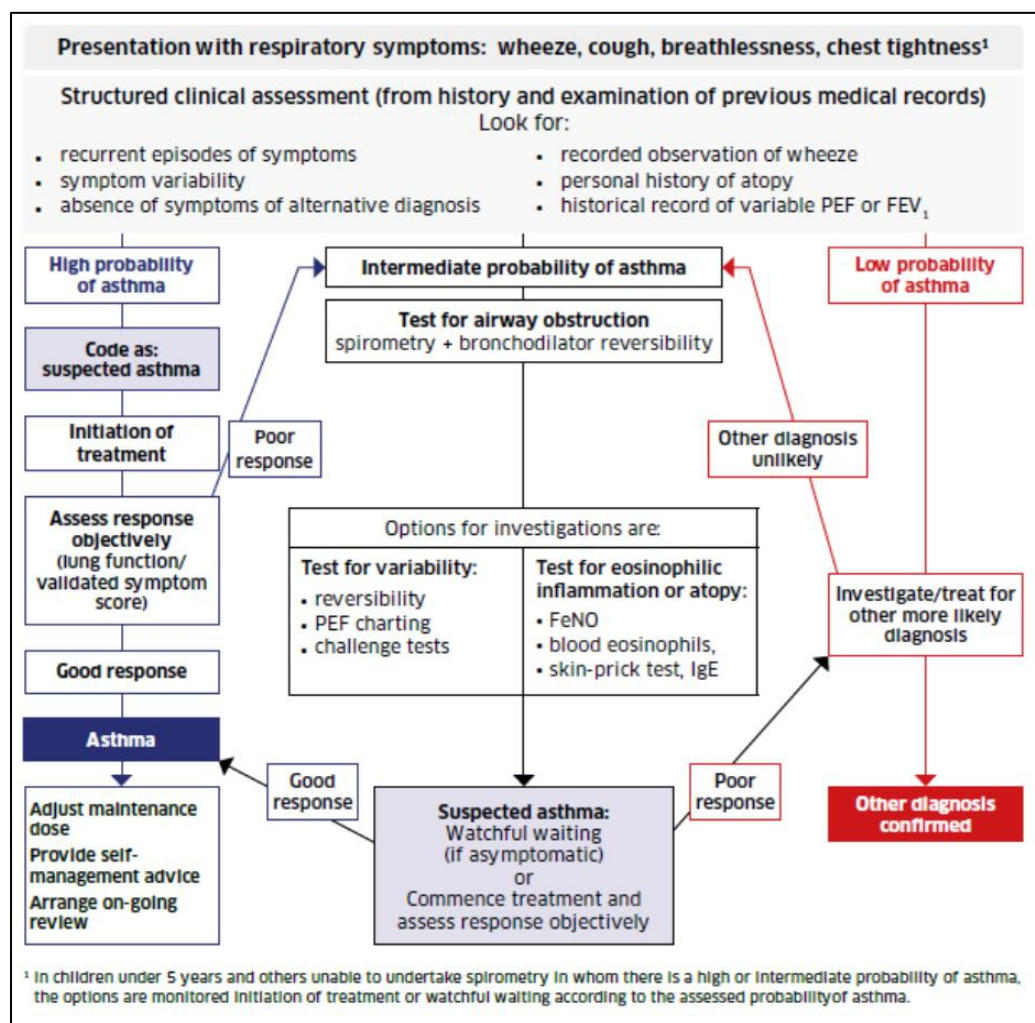 Presentation with respiratory symptoms: wheeze, cough, breathlessness, chest tightness¹
Structured clinical assessment (from history and examination of previous medical records)
Look for:
• recurrent episodes of symptoms
• symptom variability
• absence of symptoms of alternative diagnosis
• recorded observation of wheeze
• personal history of atopy
• historical record of variable PEF or FEV₁
High probability
of asthma
Code as:
suspected asthma
Initiation of
treatment
Assess response
objectively
(lung function/
validated symptom
score)
Good response
Asthma
Adjust maintenance
dose
Provide self-
management advice
Arrange on-going
review
Poor
response
Intermediate probability of asthma
Test for airway obstruction
spirometry + bronchodilator reversibility
Options for investigations are:
Test for variability:
• reversibility
• PEF charting
• challenge tests
Test for eosinophilic
inflammation or atopy:
• FeNO
• blood eosinophils,
• skin-prick test, IgE
Good
response
Suspected asthma:
Watchful waiting
(if asymptomatic)
or
Commence treatment and
assess response objectively
Poor
response
Low probability
of asthma
Other diagnosis
unlikely
Investigate/treat for
other more likely
diagnosis
Other diagnosis
confirmed
¹ In children under 5 years and others unable to undertake spirometry in whom there is a high or intermediate probability of asthma,
the options are monitored initiation of treatment or watchful waiting according to the assessed probabilityof asthma.